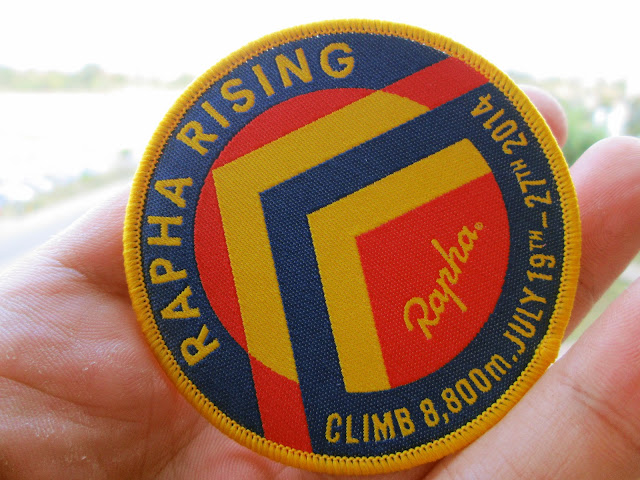 RAPHA RISING
Rapha.
CLIMB 8,800m. JULY 19TH – 27TH 2014